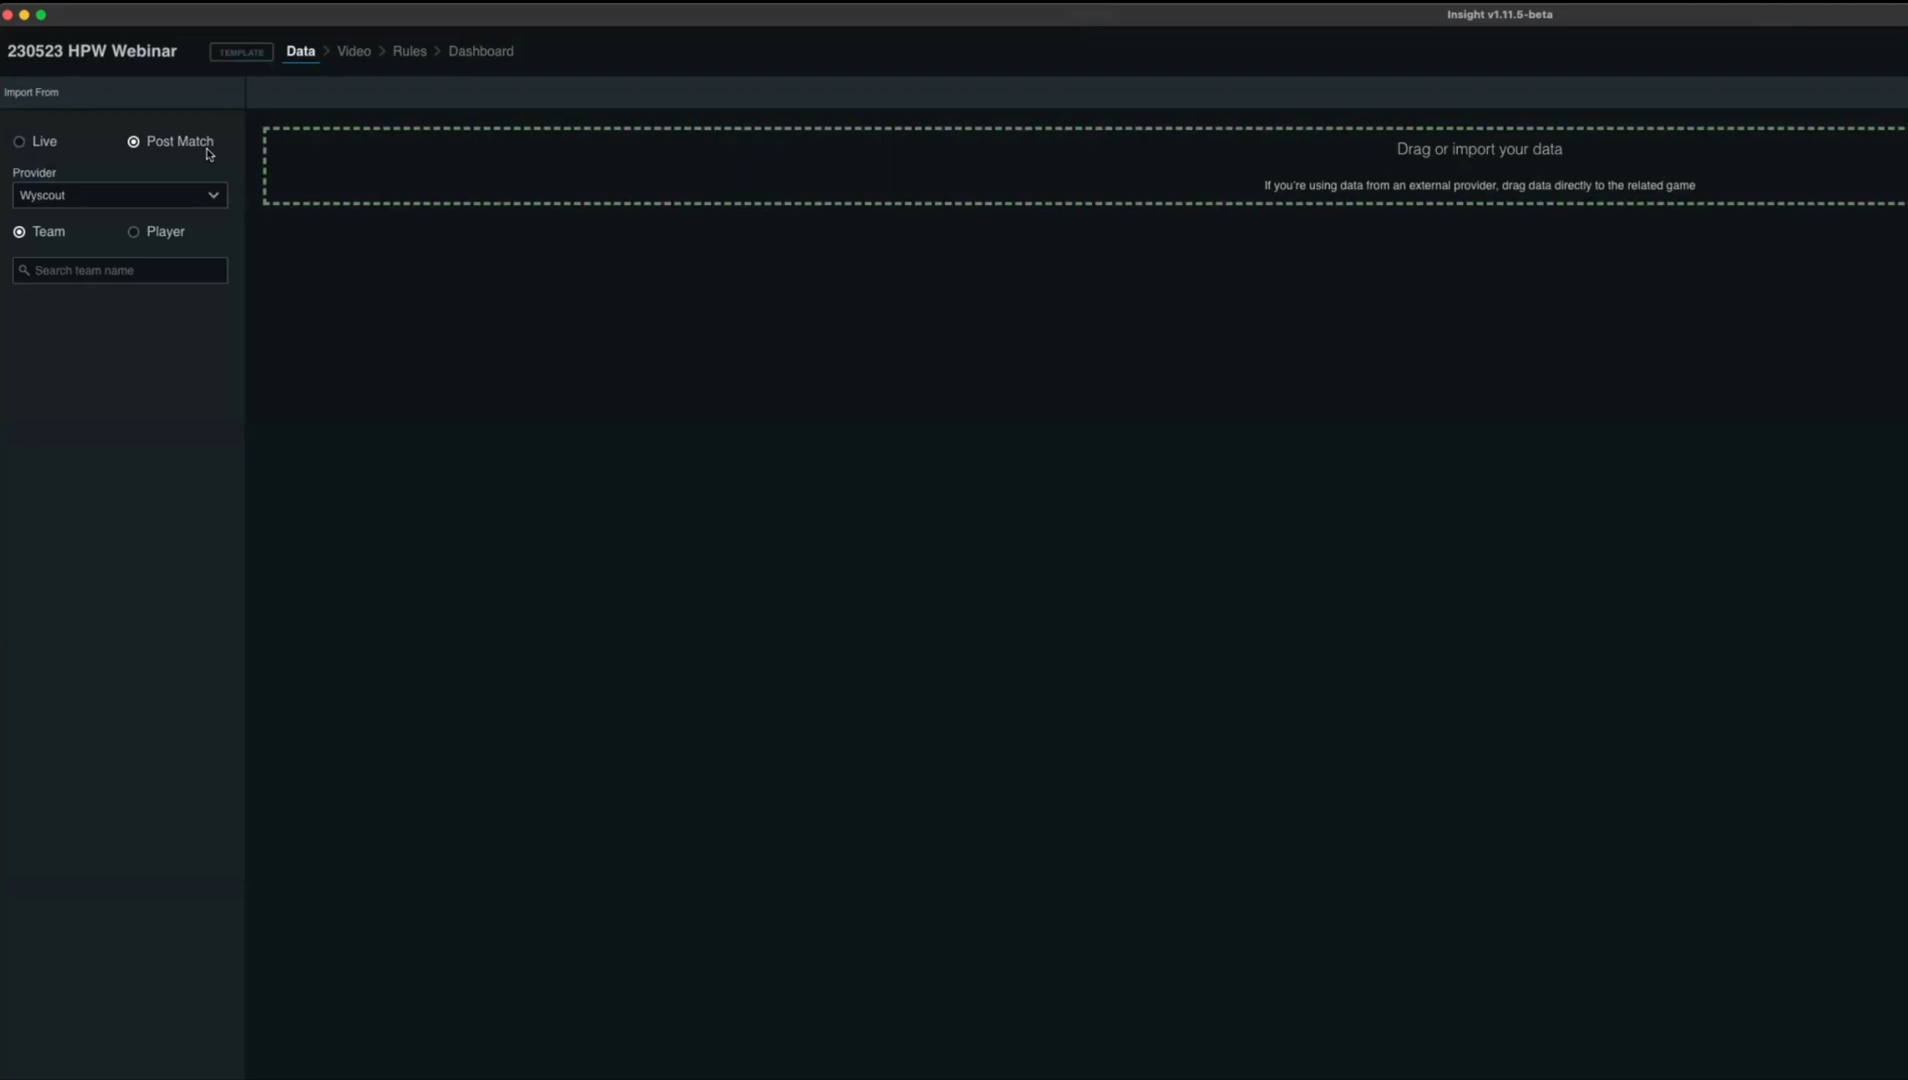 Insight v1.11.5-beta
230523 HPW Webinar
TEMPLATE
Data > Video > Rules > Dashboard
Import From
Live
Post Match
Provider
Wyscout
Team
Player
Search team name
Drag or import your data
If you're using data from an external provider, drag data directly to the related game